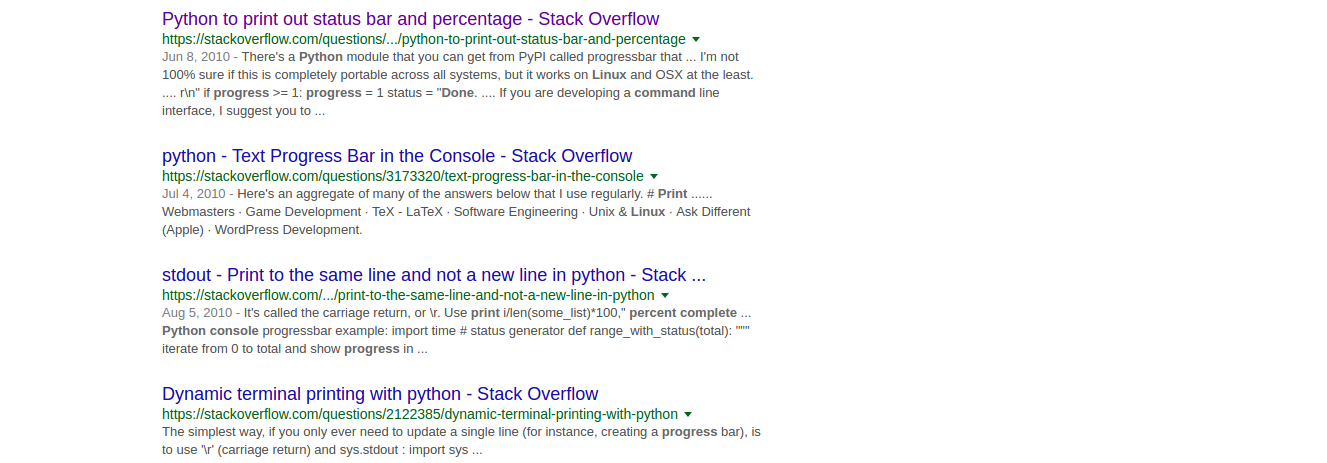 Python to print out status bar and percentage - Stack Overflow
https://stackoverflow.com/questions/.../python-to-print-out-status-bar-and-percentage
Jun 8, 2010 - There's a Python module that you can get from PyPI called progressbar that ... I'm not
100% sure if this is completely portable across all systems, but it works on Linux and OSX at the least.
.... r\n" if progress >= 1: progress = 1 status = "Done. .... If you are developing a command line
interface, I suggest you to ...
python - Text Progress Bar in the Console - Stack Overflow
https://stackoverflow.com/questions/3173320/text-progress-bar-in-the-console
Jul 4, 2010 - Here's an aggregate of many of the answers below that I use regularly. # Print ......
Webmasters · Game Development · TeX - LaTeX · Software Engineering · Unix & Linux · Ask Different
(Apple) · WordPress Development.
stdout - Print to the same line and not a new line in python - Stack ...
https://stackoverflow.com/.../print-to-the-same-line-and-not-a-new-line-in-python
Aug 5, 2010 - It's called the carriage return, or \r. Use print i/len(some_list)*100," percent complete ...
Python console progressbar example: import time # status generator def range_with_status(total): """
iterate from 0 to total and show progress in ...
Dynamic terminal printing with python - Stack Overflow
https://stackoverflow.com/questions/2122385/dynamic-terminal-printing-with-python
The simplest way, if you only ever need to update a single line (for instance, creating a progress bar), is
to use '\r' (carriage return) and sys.stdout : import sys ...